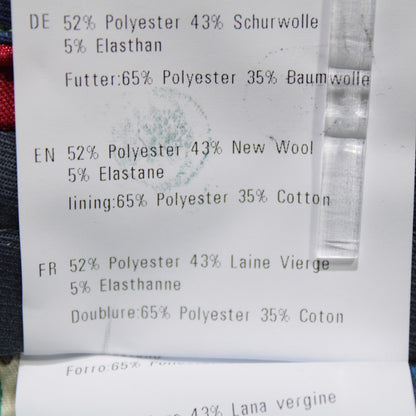 DE 52% Polyester 43% Schurwolle
5% Elasthan
Futter:65% Polyester 35% Baumwolle
EN 52% Polyester 43% New Wool
5% Elastane
lining:65% Polyester 35% Cotton
FR 52% Polyester 43% Laine Vierge
5% Elasthanne
Doublure:65% Polyester 35% Coton
Forro:65%
43% Lana vergine